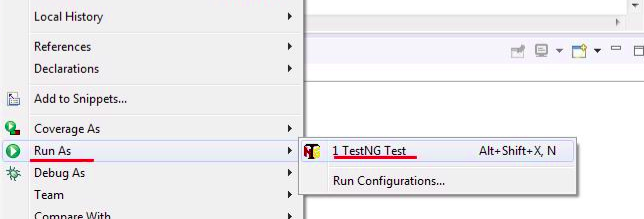 Local History
References
Declarations
Add to Snippets...
Coverage As
Run As
1 TestNG Test Alt+Shift+X, N
Debug As
Run Configurations...
Team
Compare With